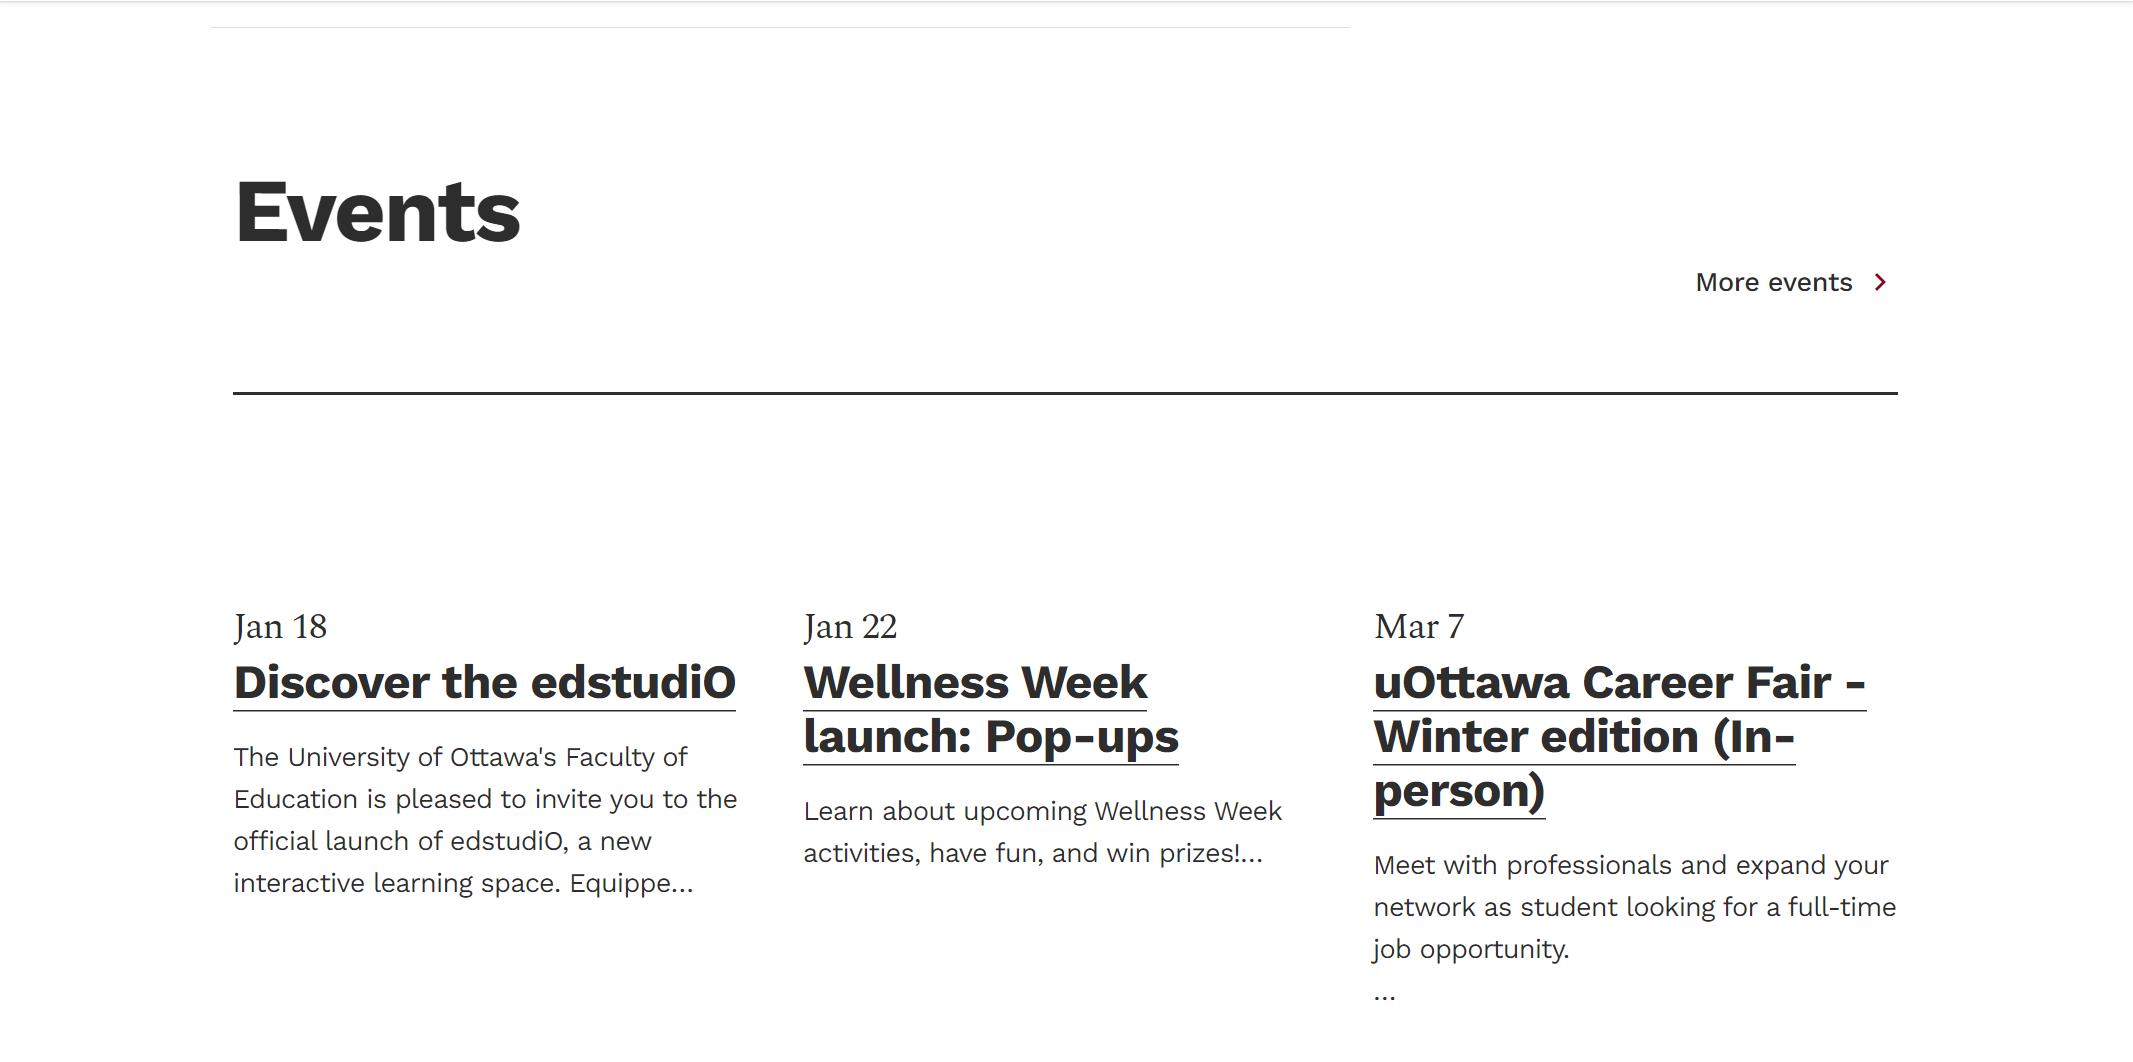 Events
More events
Jan 18
Discover the edstudiO
The University of Ottawa's Faculty of
Education is pleased to invite you to the
official launch of edstudiO, a new
interactive learning space. Equippe...
Jan 22
Wellness Week
launch: Pop-ups
Learn about upcoming Wellness Week
activities, have fun, and win prizes!...
Mar 7
uOttawa Career Fair -
Winter edition (In-
person)
Meet with professionals and expand your
network as student looking for a full-time
job opportunity.
...